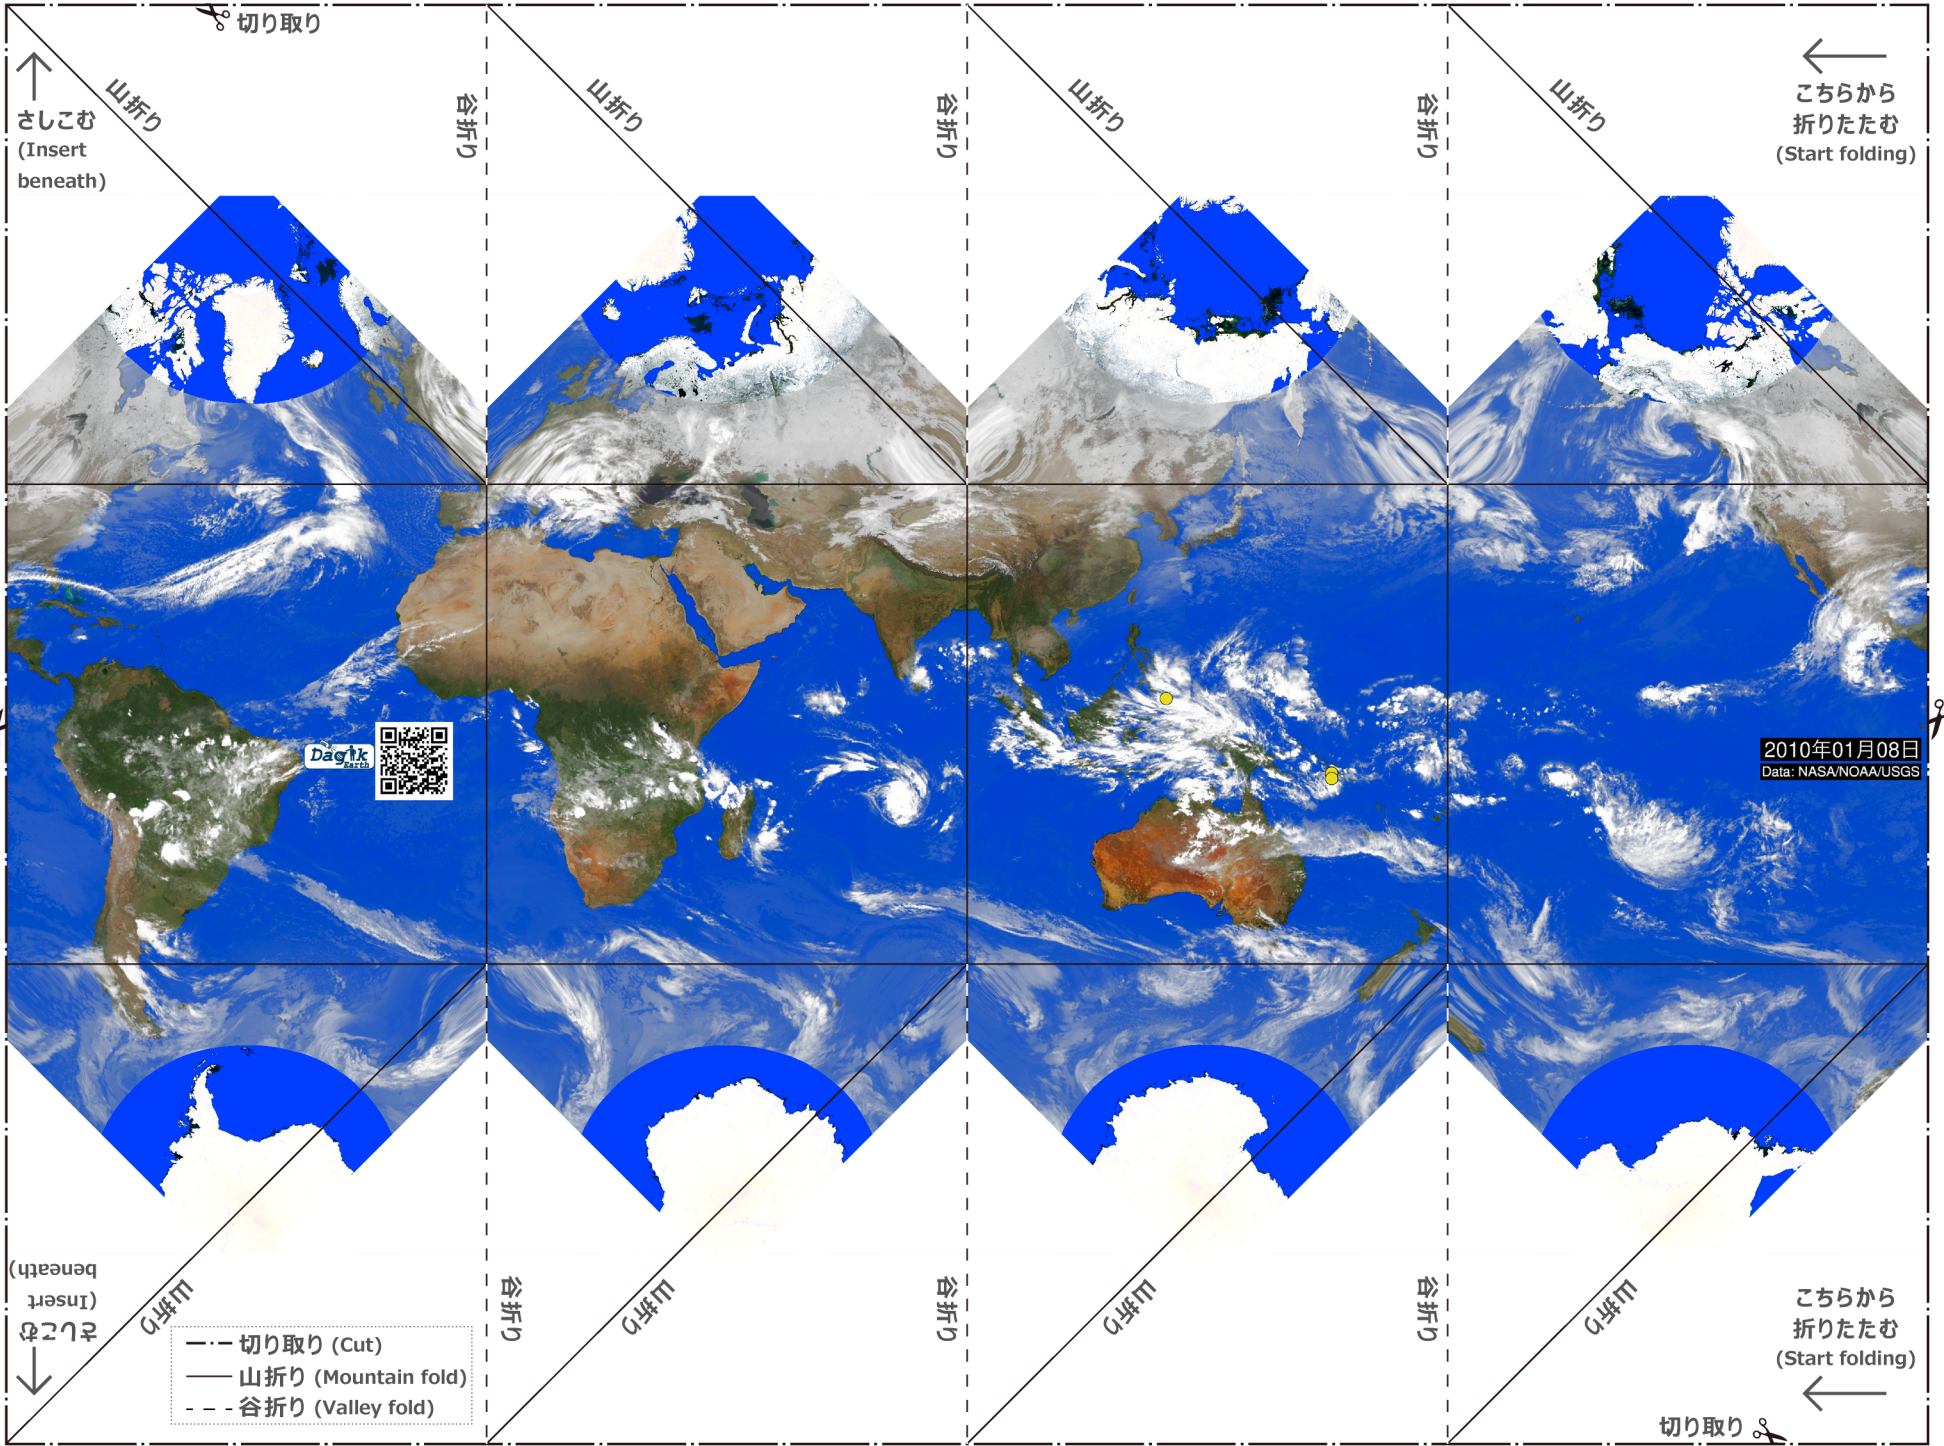 切り取り
山折り
谷折り
山折り
谷折り
山折り
谷折り
山折り
さしこむ
(Insert
beneath)
こちらから
折りたたむ
(Start folding)
Dagik
Earth
2010年01月08日
Data: NASA/NOAA/USGS
さしこむ
(Insert
beneath)
山折り
谷折り
山折り
谷折り
山折り
谷折り
山折り
こちらから
折りたたむ
(Start folding)
切り取り (Cut)
山折り (Mountain fold)
谷折り (Valley fold)
切り取り